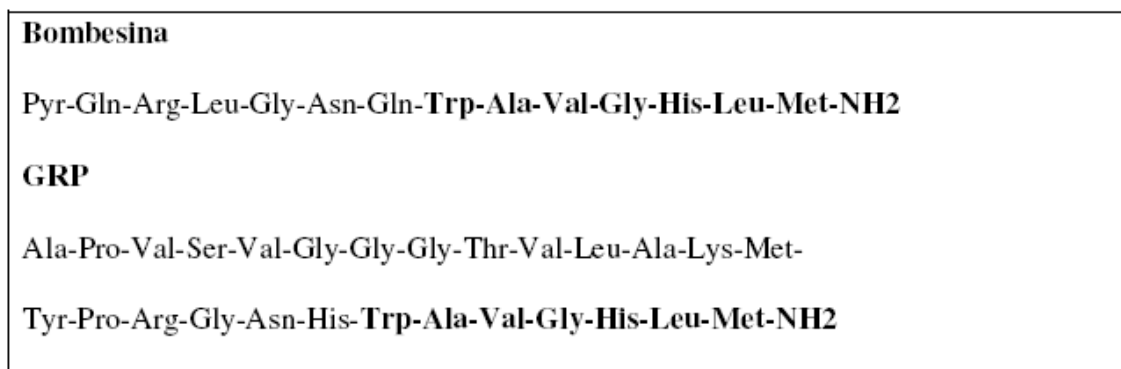 Bombesina
Pyr-Gln-Arg-Leu-Gly-Asn-Gln-Trp-Ala-Val-Gly-His-Leu-Met-NH2
GRP
Ala-Pro-Val-Ser-Val-Gly-Gly-Gly-Thr-Val-Leu-Ala-Lys-Met-
Tyr-Pro-Arg-Gly-Asn-His-Trp-Ala-Val-Gly-His-Leu-Met-NH2